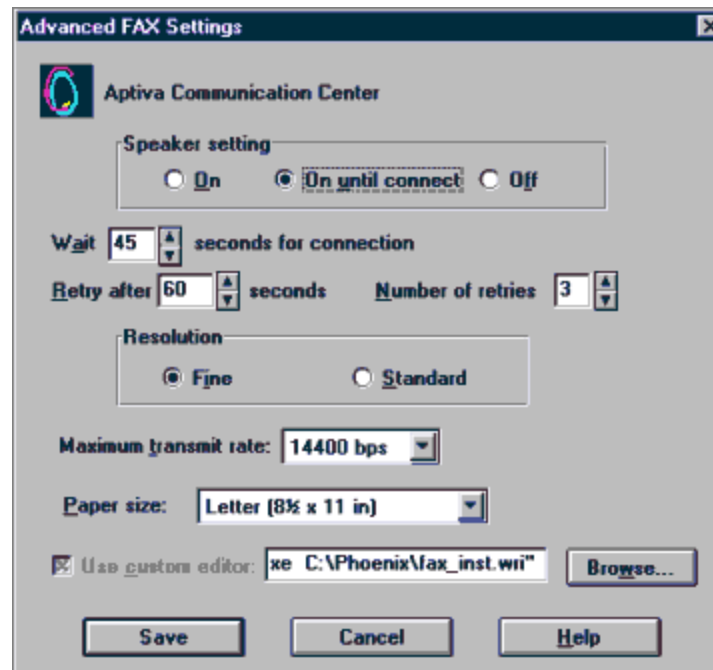 Advanced FAX Settings
Aptiva Communication Center
Speaker setting
On On until connect Off
Wait 45 seconds for connection
Retry after 60 seconds Number of retries 3
Resolution
Fine Standard
Maximum transmit rate: 14400 bps
Paper size: Letter (8½ x 11 in)
Use custom editor: xe C:\Phoenix\fax_inst.wri" Browse...
Save Cancel Help